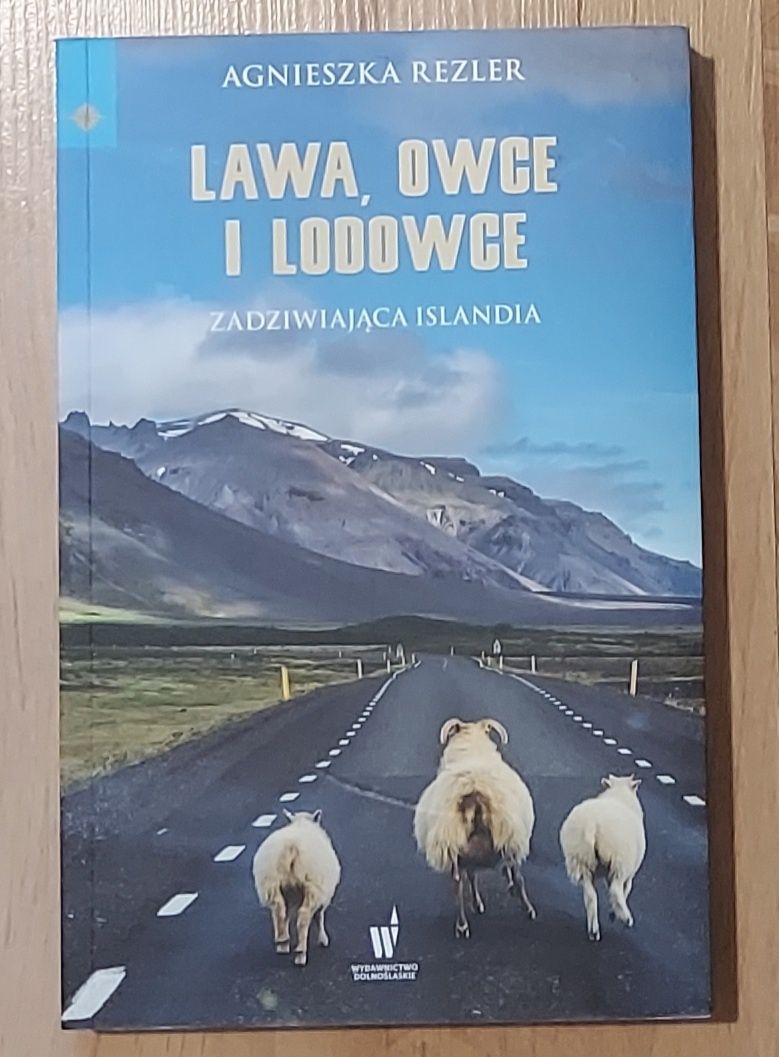 AGNIESZKA REZLER
LAWA, OWCE
I LODOWCE
ZADZIWIAJĄCA ISLANDIA
WYDAWNICTWO
DOLNOŚLĄSKIE